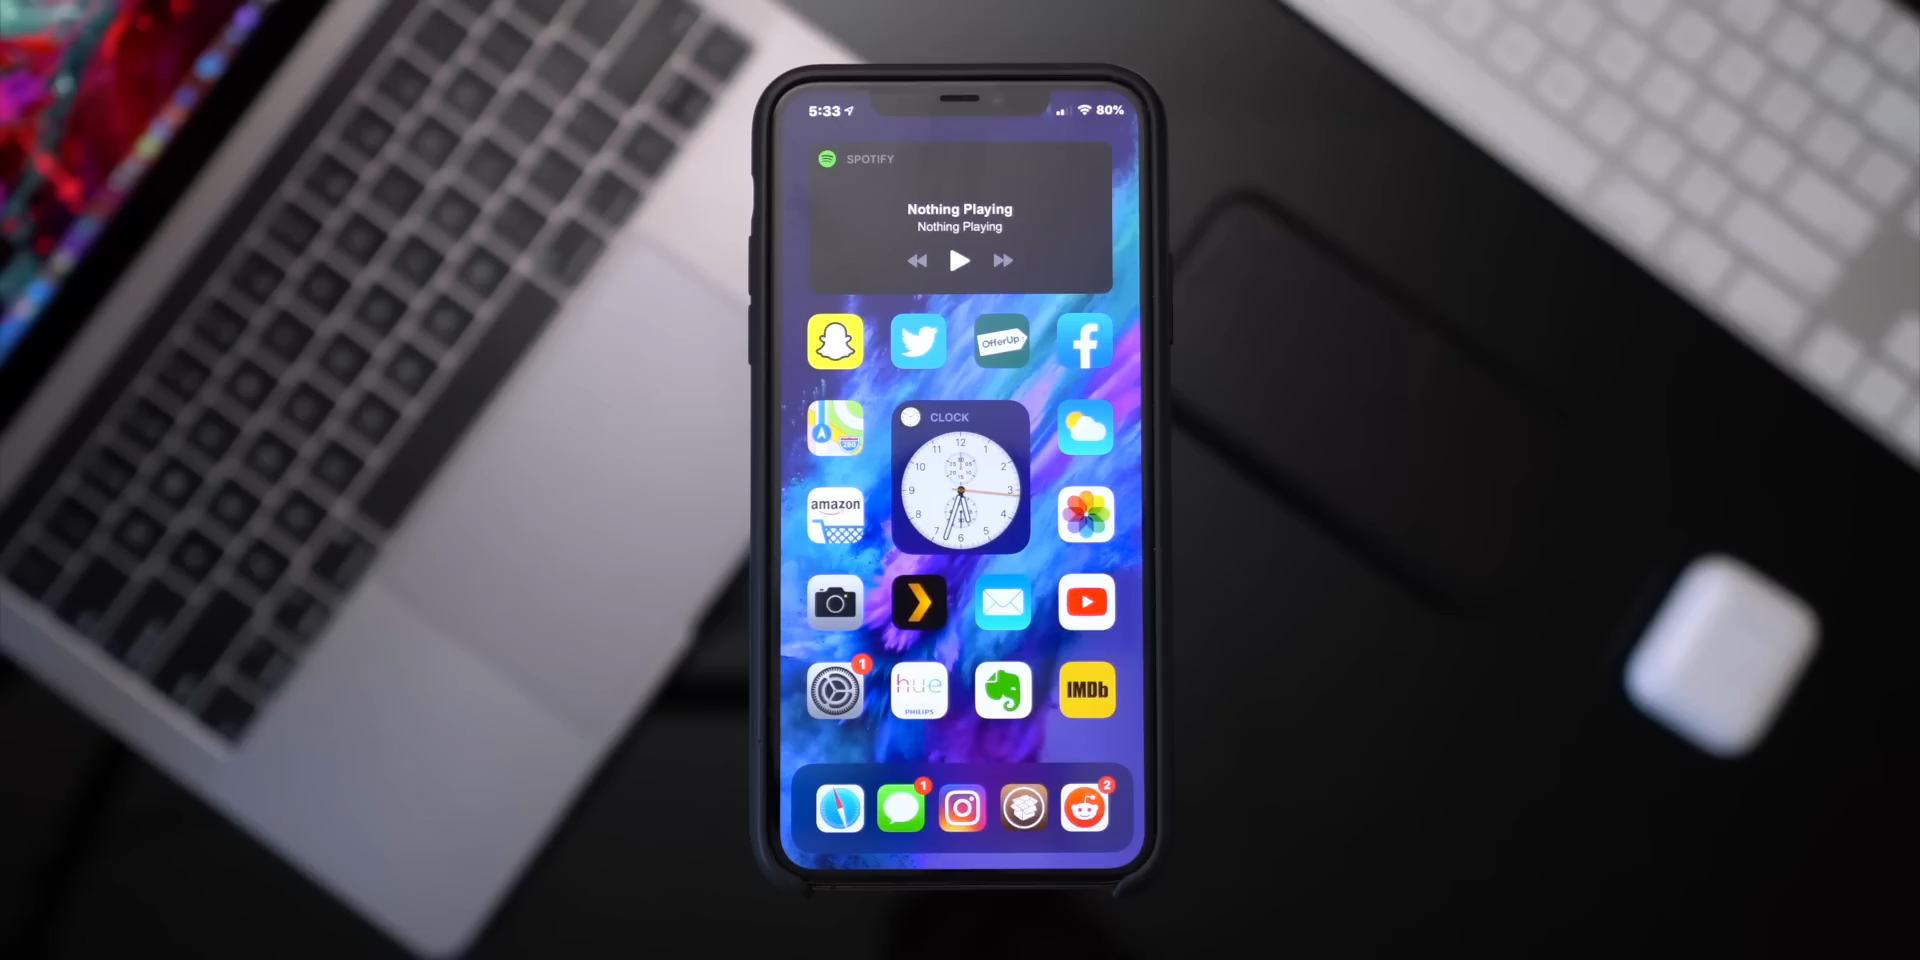 5:33
80%
SPOTIFY
Nothing Playing
Nothing Playing
OfferUp
280
CLOCK
12
11 1
10 2
9 3
8 4
7 5
6
amazon
1
hue
PHILIPS
IMDb
1
2